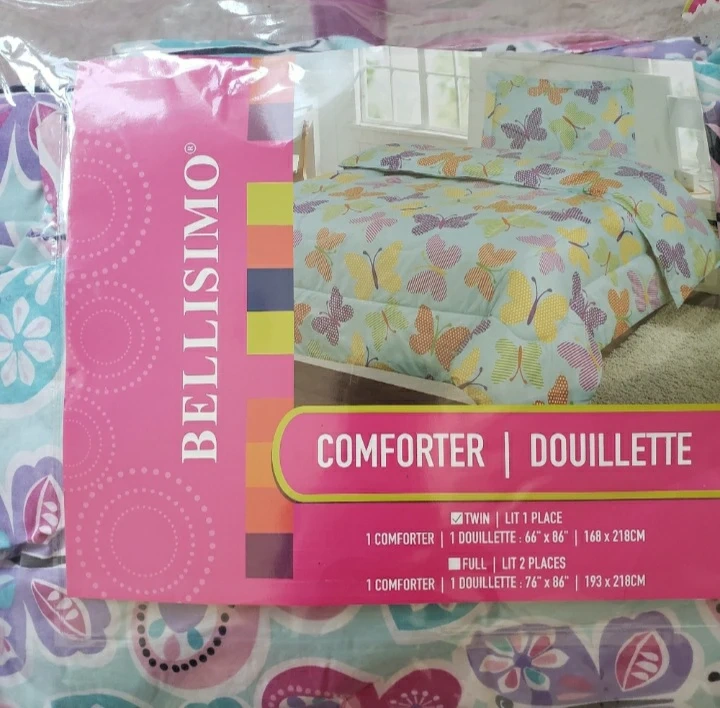 BELLISIMO®
COMFORTER | DOUILLETTE
☑ TWIN | LIT 1 PLACE
1 COMFORTER | 1 DOUILLETTE : 66" x 86" | 168 x 218CM
■ FULL | LIT 2 PLACES
1 COMFORTER | 1 DOUILLETTE : 76" x 86" | 193 x 218CM